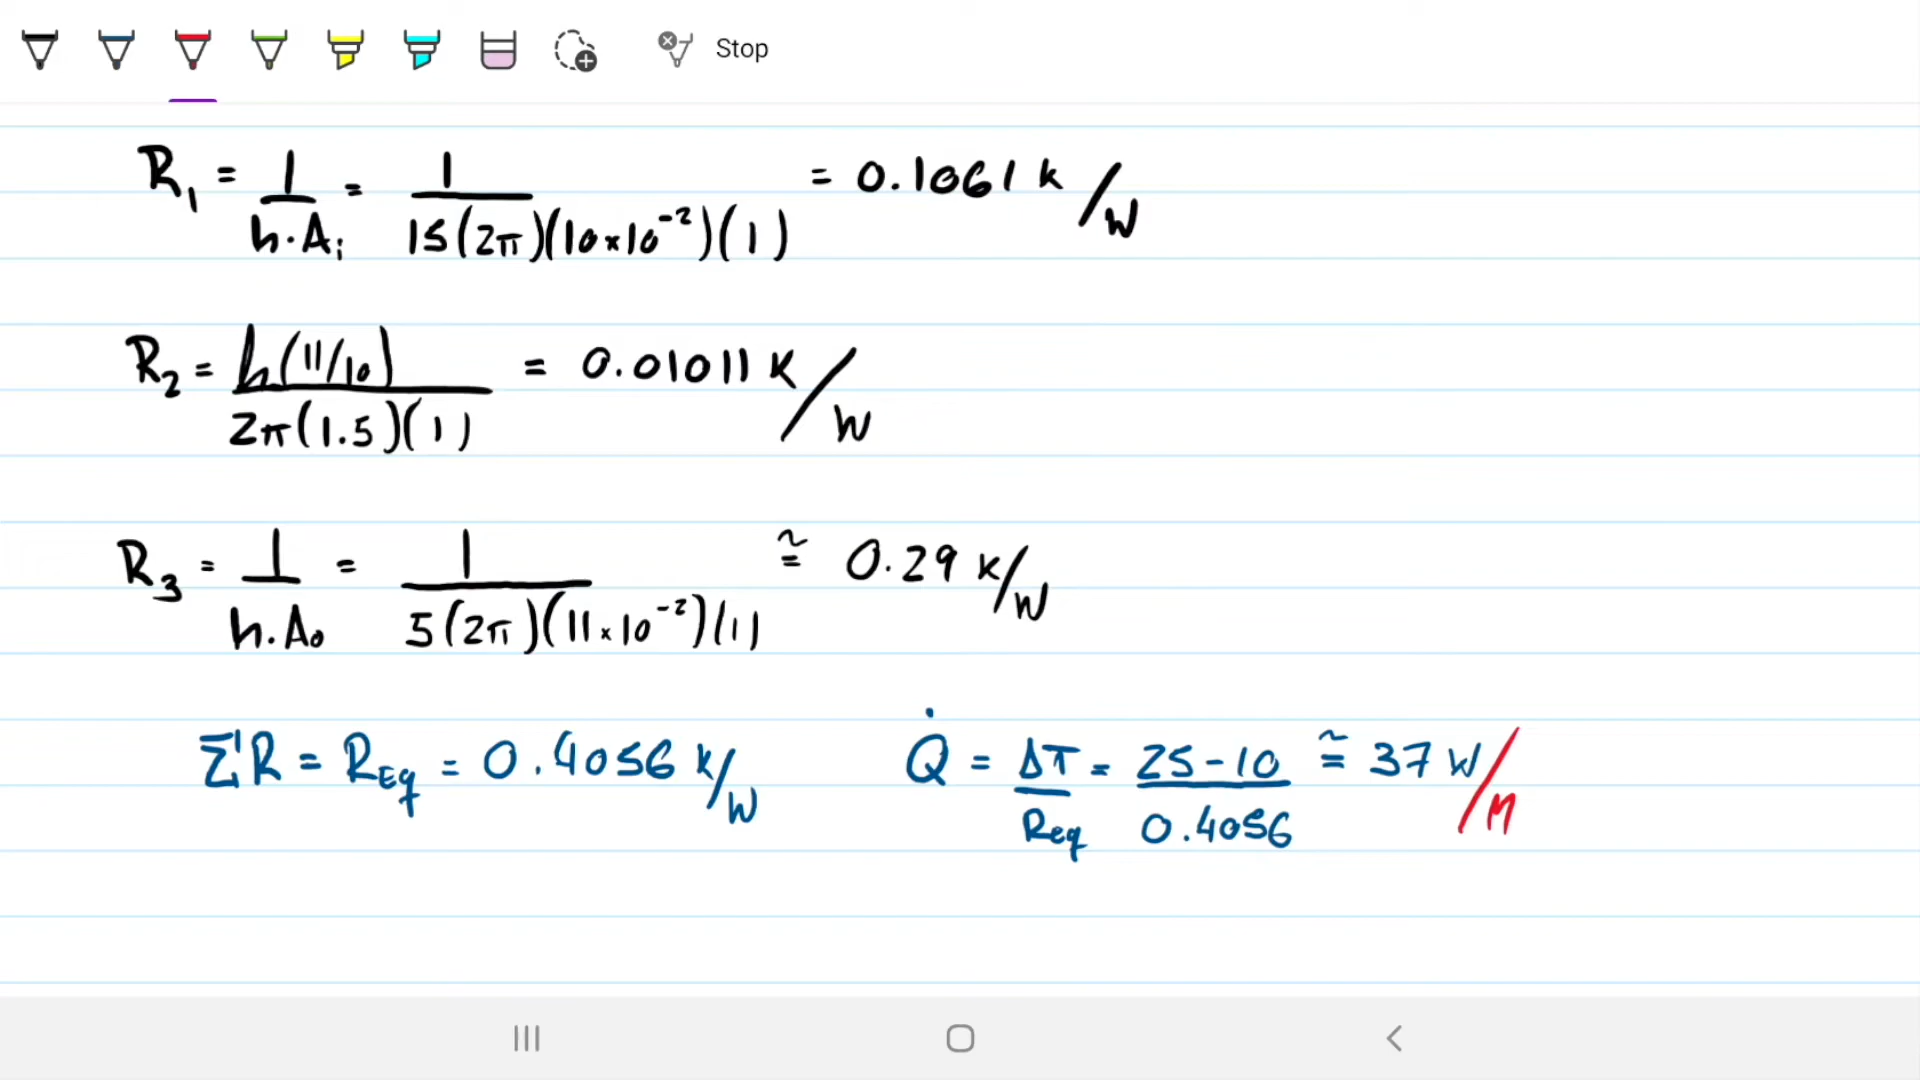 Stop
R₁ = 1/(h·Aᵢ) = 1/(15(2π)(10×10⁻²)(1)) = 0.1061 K/W
R₂ = ln(11/10)/(2π(1.5)(1)) = 0.01011 K/W
R₃ = 1/(h·A₀) = 1/(5(2π)(11×10⁻²)(1)) ≅ 0.29 K/W
ΣR = R_Eq = 0.4056 K/W
Q̇ = ΔT/Req = (25-10)/0.4056 ≅ 37 W/M